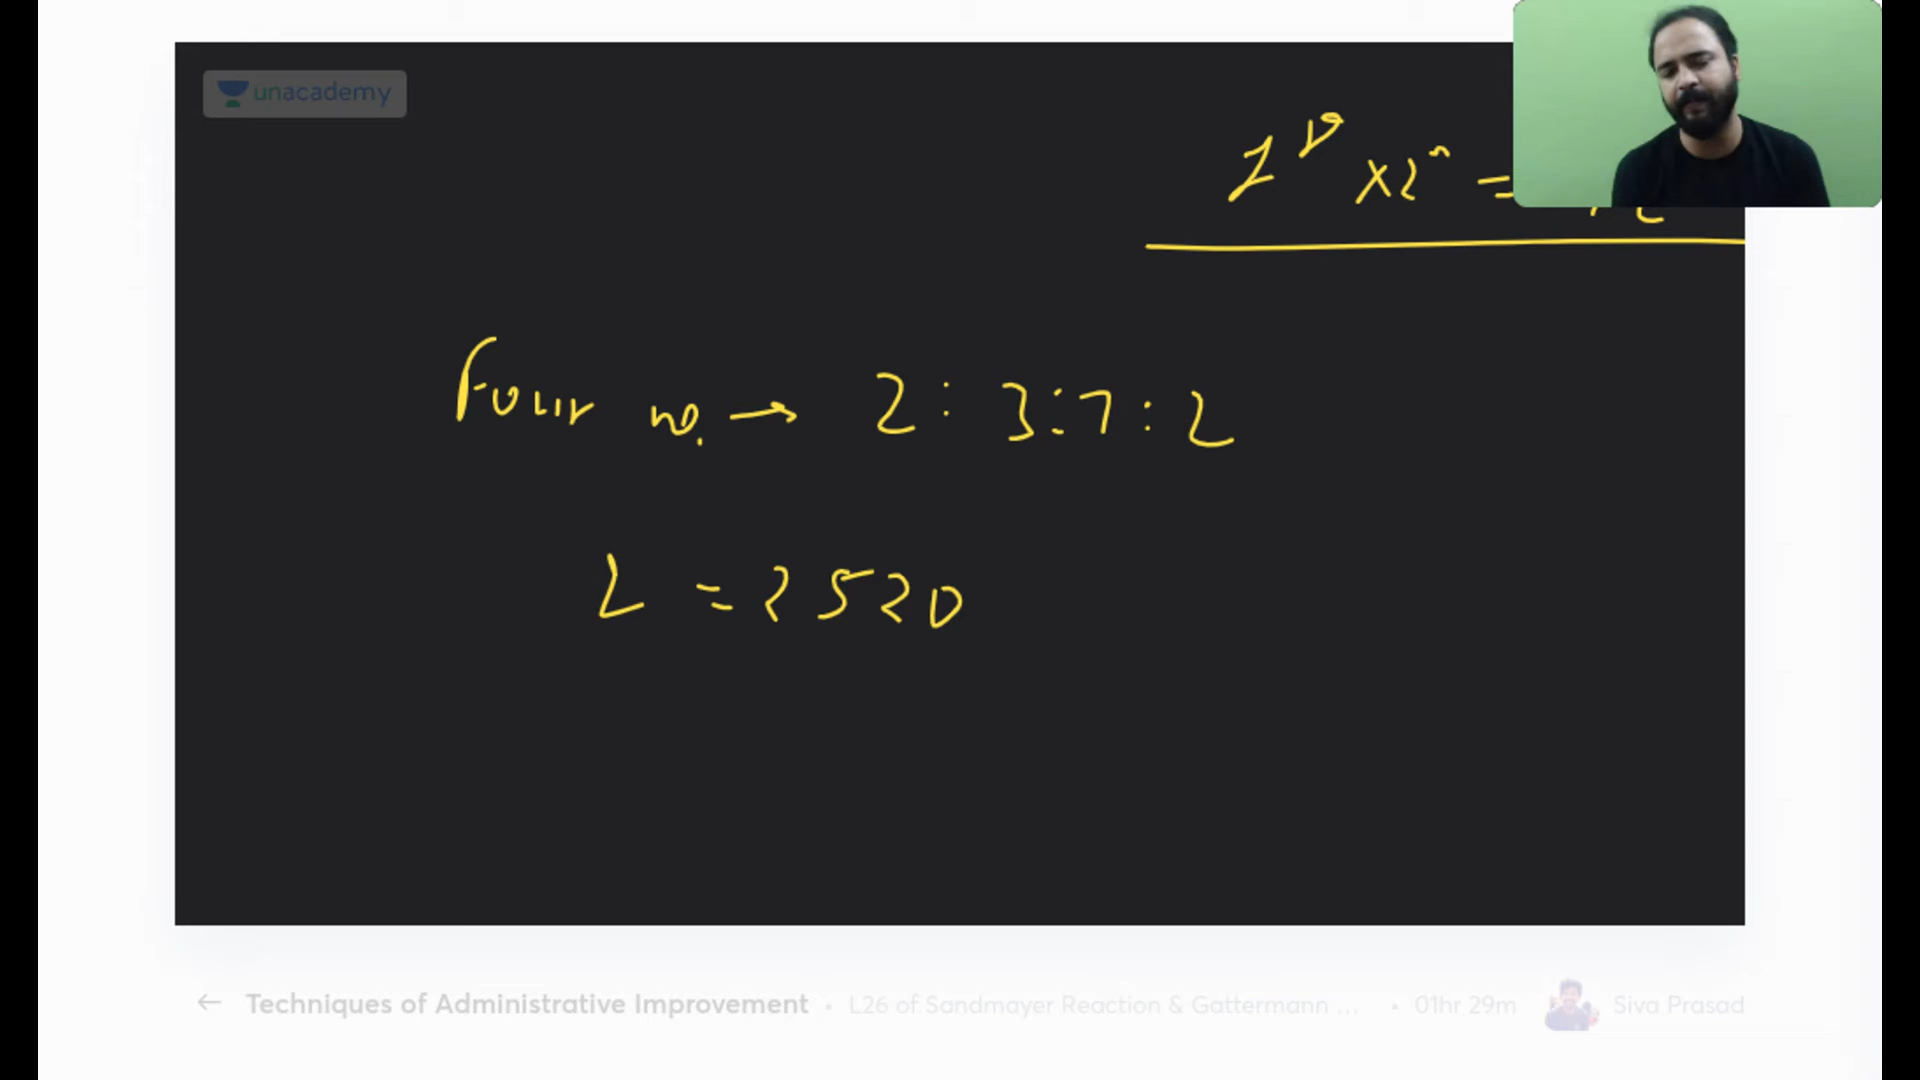 unacademy
× 2ⁿ =
Four no. → 2 : 3 : 7 : 2
L = 2520
← Techniques of Administrative Improvement • L26 of Sandmayer Reaction & Gattermann ... • 01hr 29m Siva Prasad